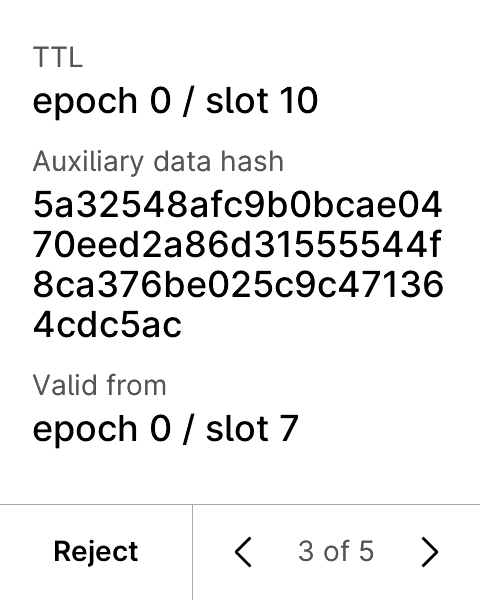 TTL
epoch 0 / slot 10
Auxiliary data hash
5a32548afc9b0bcae04
70eed2a86d31555544f
8ca376be025c9c47136
4cdc5ac
Valid from
epoch 0 / slot 7
Reject
3 of 5